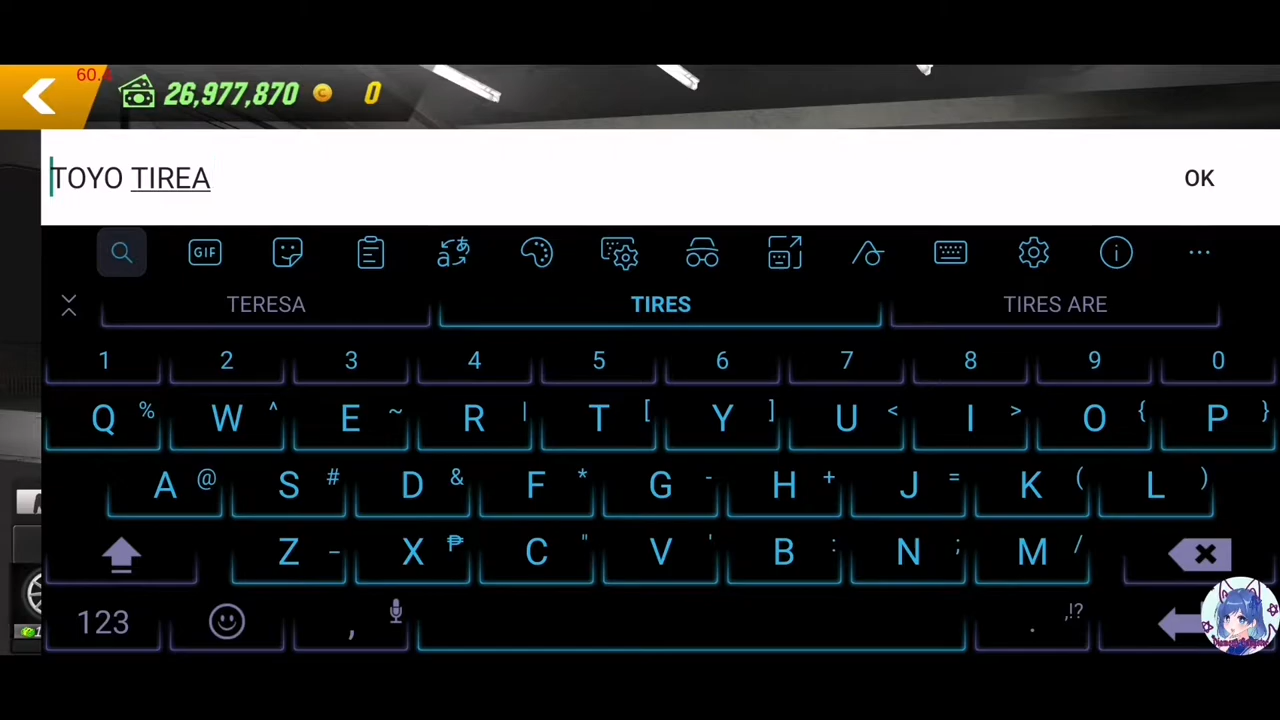 60.
26,977,870 C 0
TOYO TIREA OK
GIF
TERESA TIRES TIRES ARE
1 2 3 4 5 6 7 8 9 0
Q % W ^ E ~ R | T [ Y ] U < I > O { P }
A @ S # D & F * G - H + J = K ( L )
Z – X ₱ C " V ' B : N ; M /
123 , . ,!?